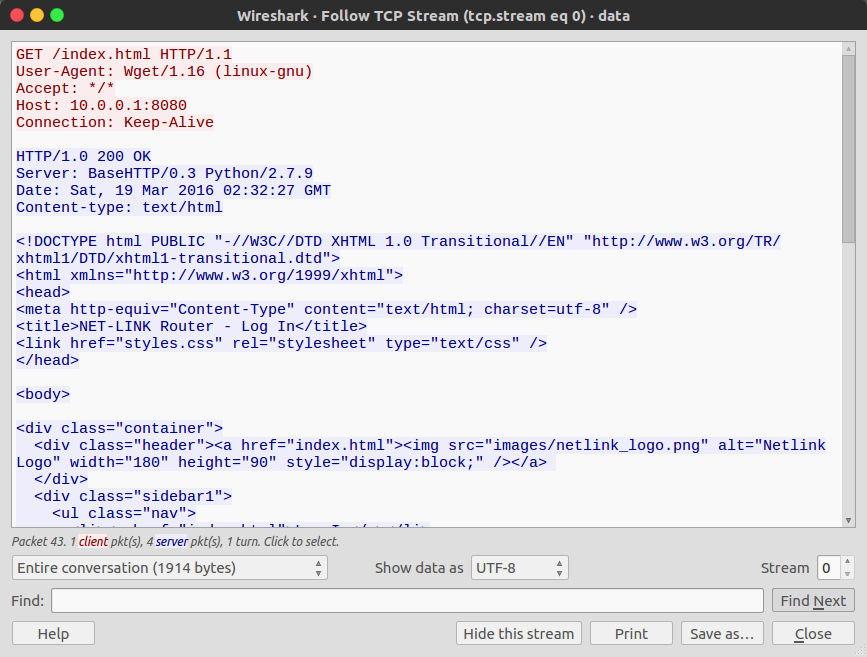 Wireshark · Follow TCP Stream (tcp.stream eq 0) · data
GET /index.html HTTP/1.1
User-Agent: Wget/1.16 (linux-gnu)
Accept: */*
Host: 10.0.0.1:8080
Connection: Keep-Alive
HTTP/1.0 200 OK
Server: BaseHTTP/0.3 Python/2.7.9
Date: Sat, 19 Mar 2016 02:32:27 GMT
Content-type: text/html
<!DOCTYPE html PUBLIC "-//W3C//DTD XHTML 1.0 Transitional//EN" "http://www.w3.org/TR/
xhtml1/DTD/xhtml1-transitional.dtd">
<html xmlns="http://www.w3.org/1999/xhtml">
<head>
<meta http-equiv="Content-Type" content="text/html; charset=utf-8" />
<title>NET-LINK Router - Log In</title>
<link href="styles.css" rel="stylesheet" type="text/css" />
</head>
<body>
<div class="container">
  <div class="header"><a href="index.html"><img src="images/netlink_logo.png" alt="Netlink
Logo" width="180" height="90" style="display:block;" /></a>
  </div>
  <div class="sidebar1">
    <ul class="nav">
Packet 43. 1 client pkt(s), 4 server pkt(s), 1 turn. Click to select.
Entire conversation (1914 bytes) Show data as UTF-8 Stream 0
Find: Find Next
Help Hide this stream Print Save as… Close